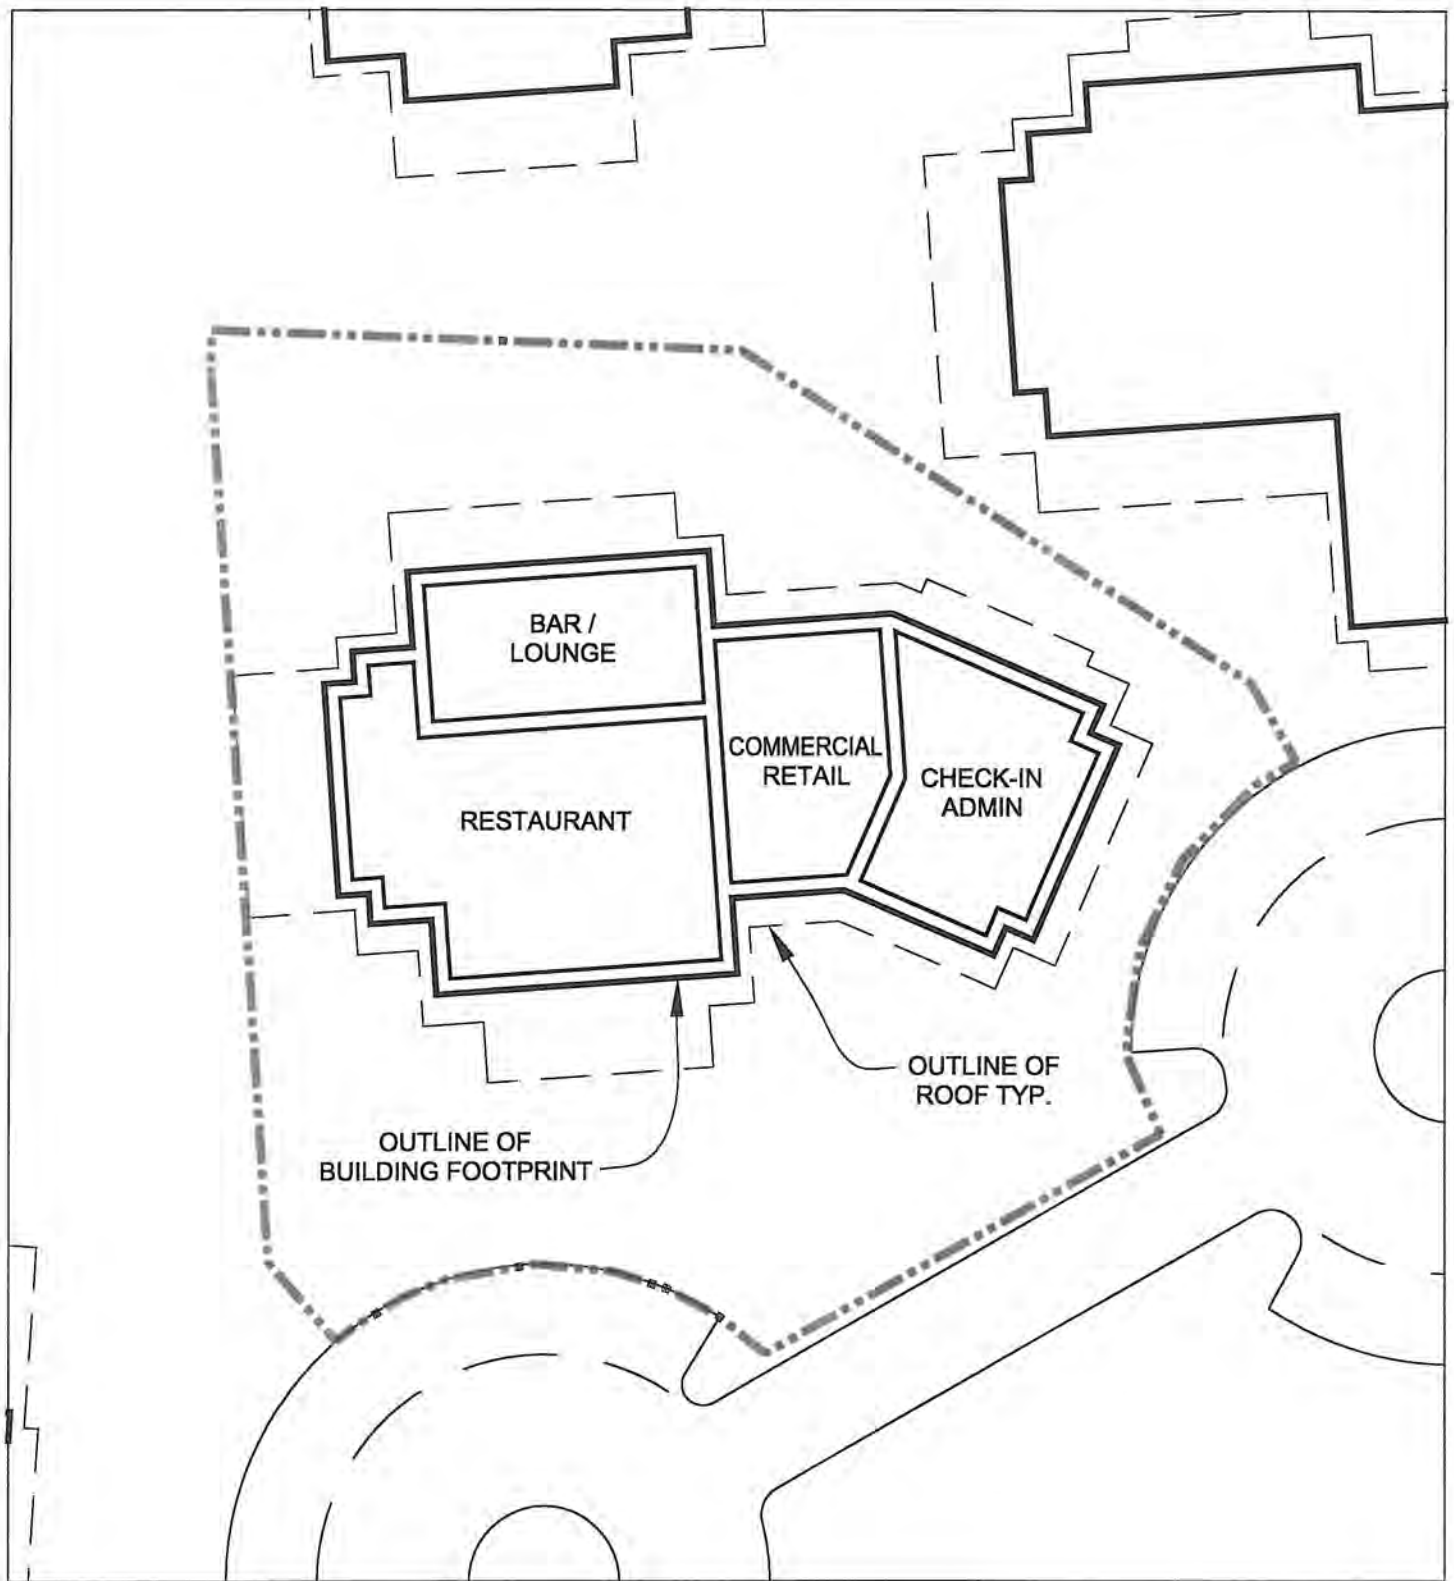 BAR /
LOUNGE
COMMERCIAL
RETAIL
CHECK-IN
ADMIN
RESTAURANT
OUTLINE OF
ROOF TYP.
OUTLINE OF
BUILDING FOOTPRINT